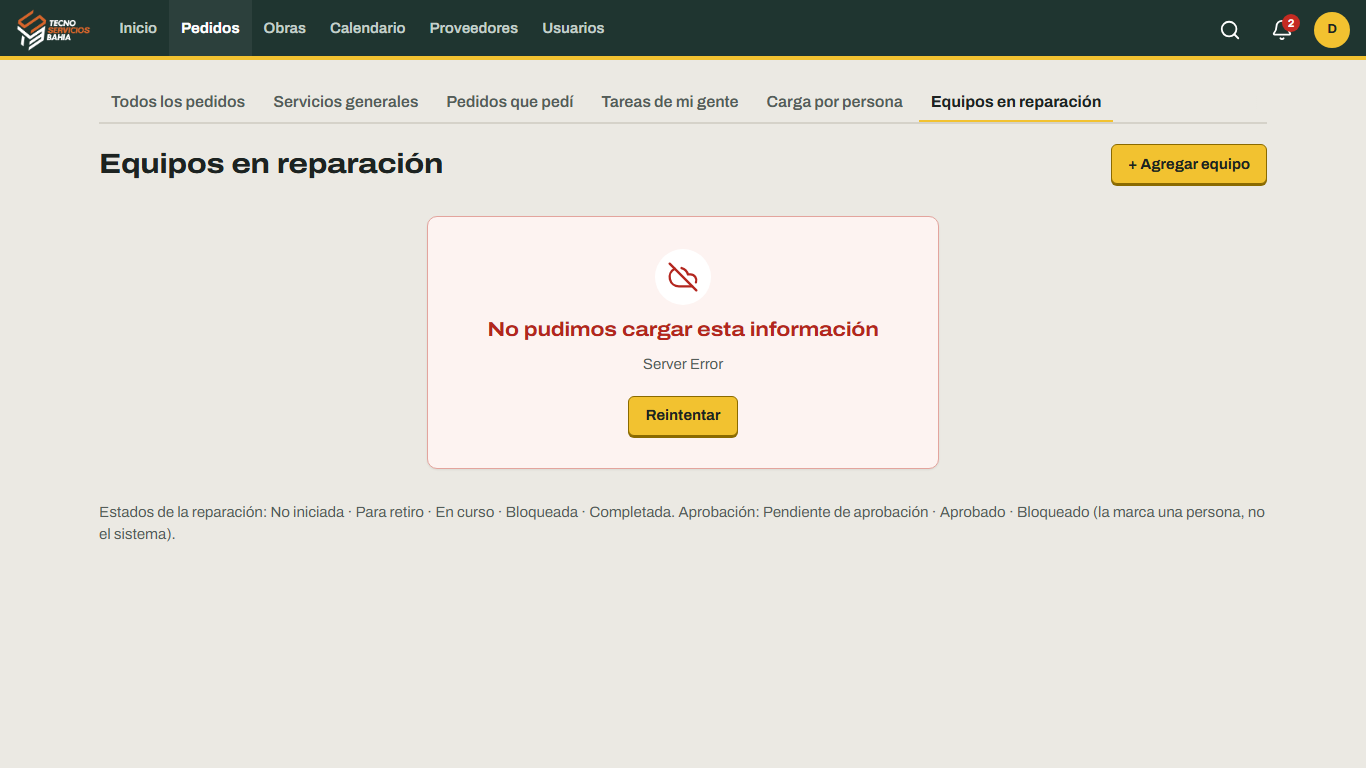 TECNO
SERVICIOS
BAHIA
Inicio
Pedidos
Obras
Calendario
Proveedores
Usuarios
2
D
Todos los pedidos
Servicios generales
Pedidos que pedí
Tareas de mi gente
Carga por persona
Equipos en reparación
Equipos en reparación
+ Agregar equipo
No pudimos cargar esta información
Server Error
Reintentar
Estados de la reparación: No iniciada · Para retiro · En curso · Bloqueada · Completada. Aprobación: Pendiente de aprobación · Aprobado · Bloqueado (la marca una persona, no
el sistema).